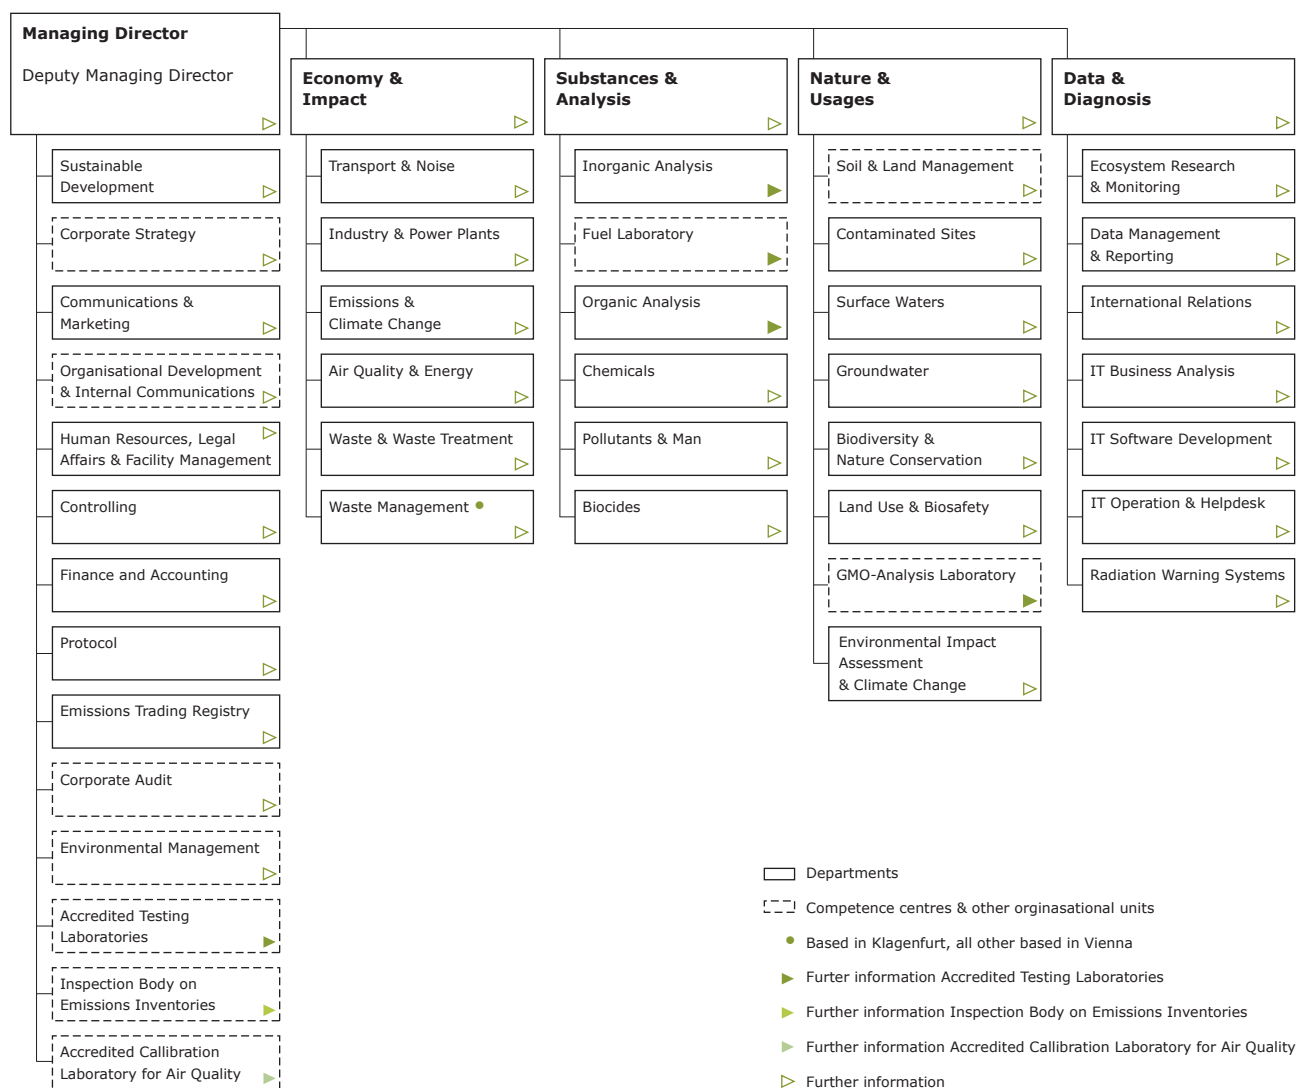 Managing Director
Deputy Managing Director
Sustainable
Development
Corporate Strategy
Communications &
Marketing
Organisational Development
& Internal Communications
Human Resources, Legal
Affairs & Facility Management
Controlling
Finance and Accounting
Protocol
Emissions Trading Registry
Corporate Audit
Environmental Management
Accredited Testing
Laboratories
Inspection Body on
Emissions Inventories
Accredited Callibration
Laboratory for Air Quality
Economy &
Impact
Transport & Noise
Industry & Power Plants
Emissions &
Climate Change
Air Quality & Energy
Waste & Waste Treatment
Waste Management
Substances &
Analysis
Inorganic Analysis
Fuel Laboratory
Organic Analysis
Chemicals
Pollutants & Man
Biocides
Nature &
Usages
Soil & Land Management
Contaminated Sites
Surface Waters
Groundwater
Biodiversity &
Nature Conservation
Land Use & Biosafety
GMO-Analysis Laboratory
Environmental Impact
Assessment
& Climate Change
Data &
Diagnosis
Ecosystem Research
& Monitoring
Data Management
& Reporting
International Relations
IT Business Analysis
IT Software Development
IT Operation & Helpdesk
Radiation Warning Systems
Departments
Competence centres & other orginasational units
Based in Klagenfurt, all other based in Vienna
Furter information Accredited Testing Laboratories
Further information Inspection Body on Emissions Inventories
Further information Accredited Callibration Laboratory for Air Quality
Further information